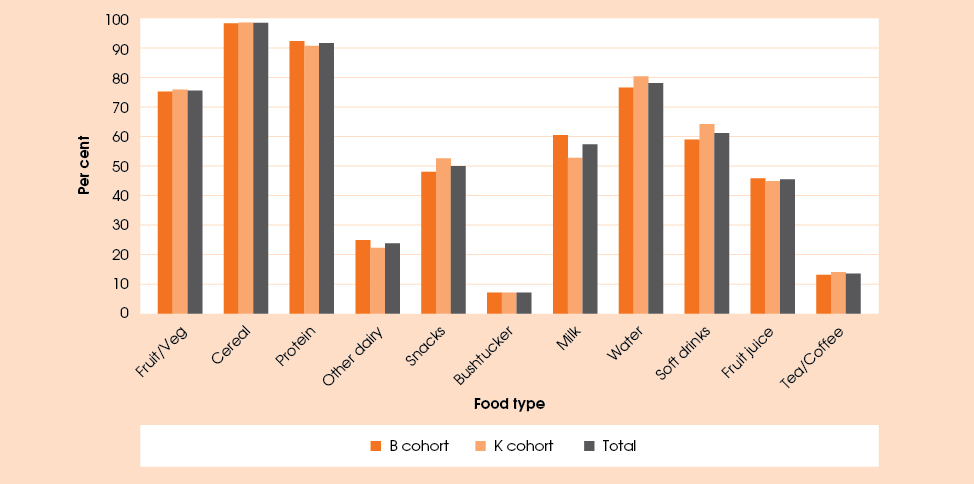 100
90
80
70
60
50
40
30
20
10
0
Per cent
Fruit/Veg
Cereal
Protein
Other dairy
Snacks
Bushtucker
Milk
Water
Soft drinks
Fruit juice
Tea/Coffee
Food type
B cohort K cohort Total